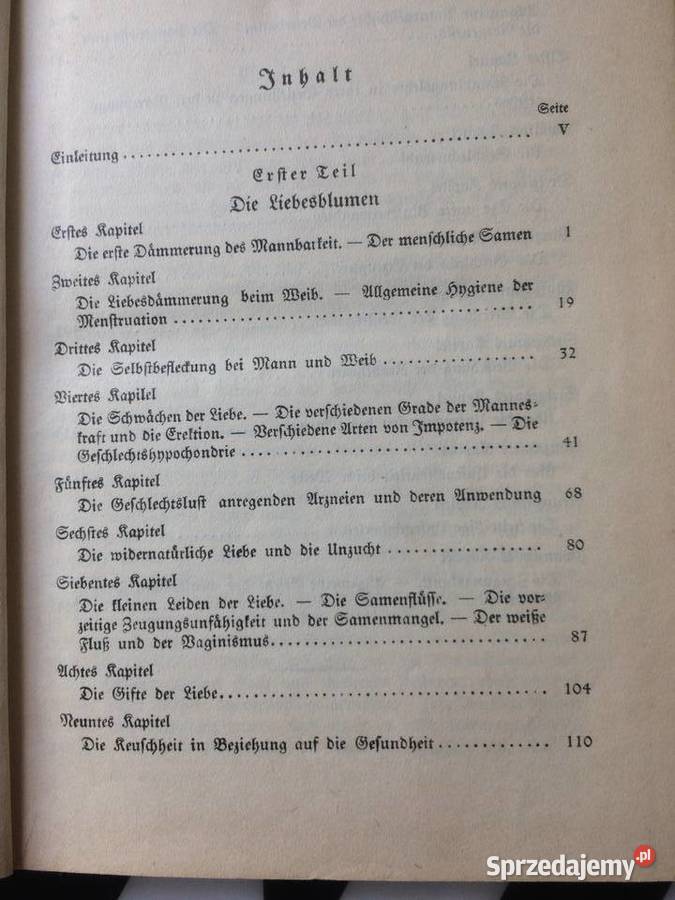 Inhalt
Seite
Einleitung ........................................ V
Erster Teil
Die Liebesblumen
Erstes Kapitel
Die erste Dämmerung des Mannbarkeit. — Der menschliche Samen 1
Zweites Kapitel
Die Liebesdämmerung beim Weib. — Allgemeine Hygiene der
Menstruation ........................................ 19
Drittes Kapitel
Die Selbstbefleckung bei Mann und Weib .................. 32
Viertes Kapilel
Die Schwächen der Liebe. — Die verschiedenen Grade der Mannes-
kraft und die Erektion. — Verschiedene Arten von Impotenz. — Die
Geschlechtshypochondrie .................................. 41
Fünftes Kapitel
Die Geschlechtslust anregenden Arzneien und deren Anwendung 68
Sechstes Kapitel
Die widernatürliche Liebe und die Unzucht .................. 80
Siebentes Kapitel
Die kleinen Leiden der Liebe. — Die Samenflüsse. — Die vor-
zeitige Zeugungsunfähigkeit und der Samenmangel. — Der weiße
Fluß und der Vaginismus ................................ 87
Achtes Kapitel
Die Gifte der Liebe ...................................... 104
Neuntes Kapitel
Die Keuschheit in Beziehung auf die Gesundheit ............. 110
Sprzedajemy.pl